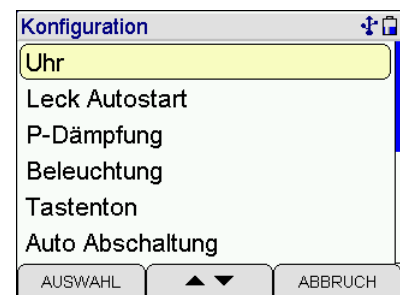 Konfiguration
Uhr
Leck Autostart
P-Dämpfung
Beleuchtung
Tastenton
Auto Abschaltung
AUSWAHL ▲ ▼ ABBRUCH